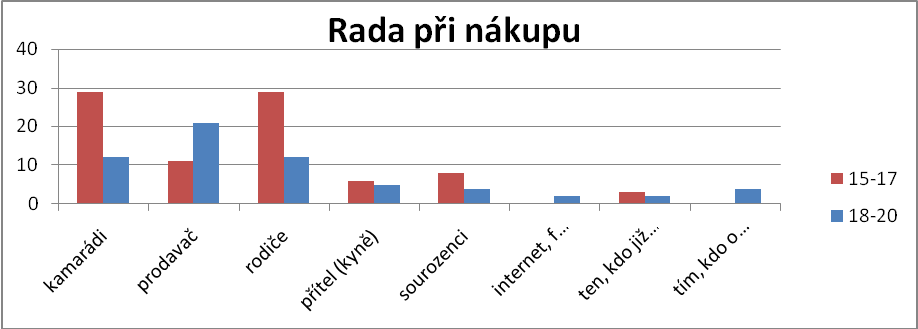 Rada při nákupu
40
30
20
10
0
kamarádi
prodavač
rodiče
přítel (kyně)
sourozenci
internet, f...
ten, kdo již...
tím, kdo o...
15-17
18-20